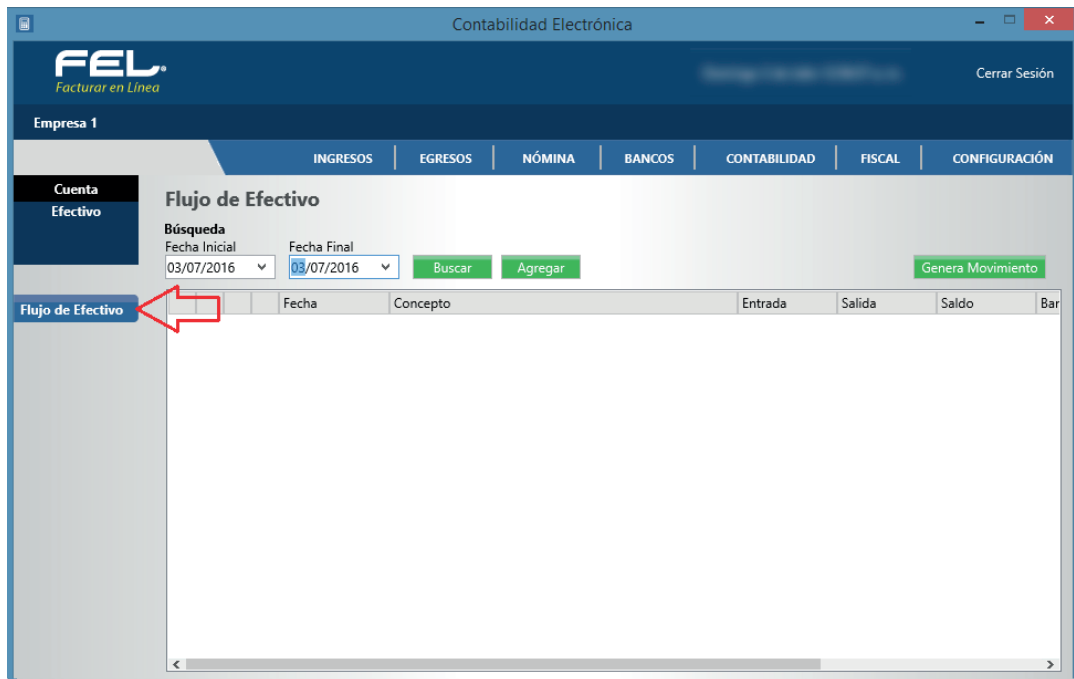 Contabilidad Electrónica
FEL
Facturar en Línea
Cerrar Sesión
Empresa 1
INGRESOS EGRESOS NÓMINA BANCOS CONTABILIDAD FISCAL CONFIGURACIÓN
Cuenta
Efectivo
Flujo de Efectivo
Búsqueda
Fecha Inicial Fecha Final
03/07/2016 03/07/2016 Buscar Agregar Genera Movimiento
Flujo de Efectivo
Fecha Concepto Entrada Salida Saldo Bar